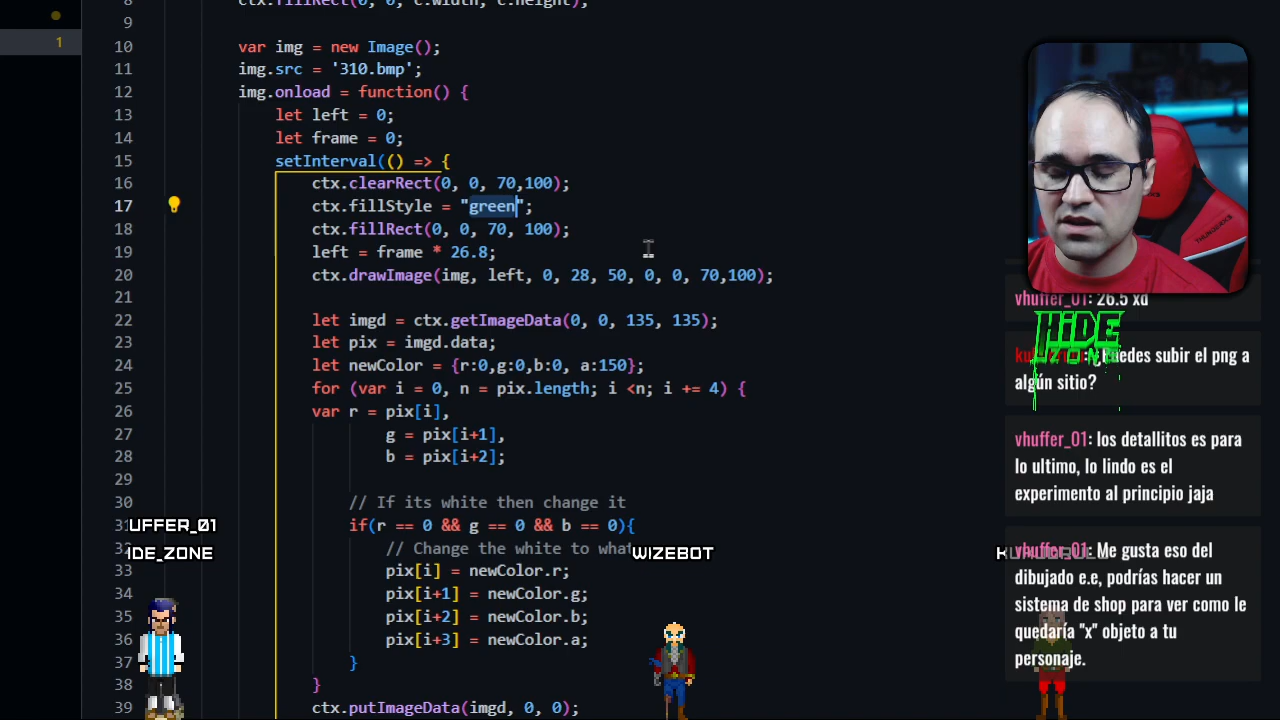 8 ctx.fillRect(0, 0, c.width, c.height);
9
10 var img = new Image();
11 img.src = '310.bmp';
12 img.onload = function() {
13 let left = 0;
14 let frame = 0;
15 setInterval(() => {
16 ctx.clearRect(0, 0, 70,100);
17 ctx.fillStyle = "green";
18 ctx.fillRect(0, 0, 70, 100);
19 left = frame * 26.8;
20 ctx.drawImage(img, left, 0, 28, 50, 0, 0, 70,100);
21
22 let imgd = ctx.getImageData(0, 0, 135, 135);
23 let pix = imgd.data;
24 let newColor = {r:0,g:0,b:0, a:150};
25 for (var i = 0, n = pix.length; i <n; i += 4) {
26 var r = pix[i],
27 g = pix[i+1],
28 b = pix[i+2];
29
30 // If its white then change it
31 if(r == 0 && g == 0 && b == 0){
32 // Change the white to what
33 pix[i] = newColor.r;
34 pix[i+1] = newColor.g;
35 pix[i+2] = newColor.b;
36 pix[i+3] = newColor.a;
37 }
38 }
39 ctx.putImageData(imgd, 0, 0);
1
UFFER_01
IDE_ZONE
WIZEBOT
THUNDERX3
vhuffer_01: 26.5 xd
HiDE
ZONE
¿Puedes subir el png a
algún sitio?
vhuffer_01: los detallitos es para
lo ultimo, lo lindo es el
experimento al principio jaja
vhuffer_01: Me gusta eso del
dibujado e.e, podrías hacer un
sistema de shop para ver como le
quedaría "x" objeto a tu
personaje.